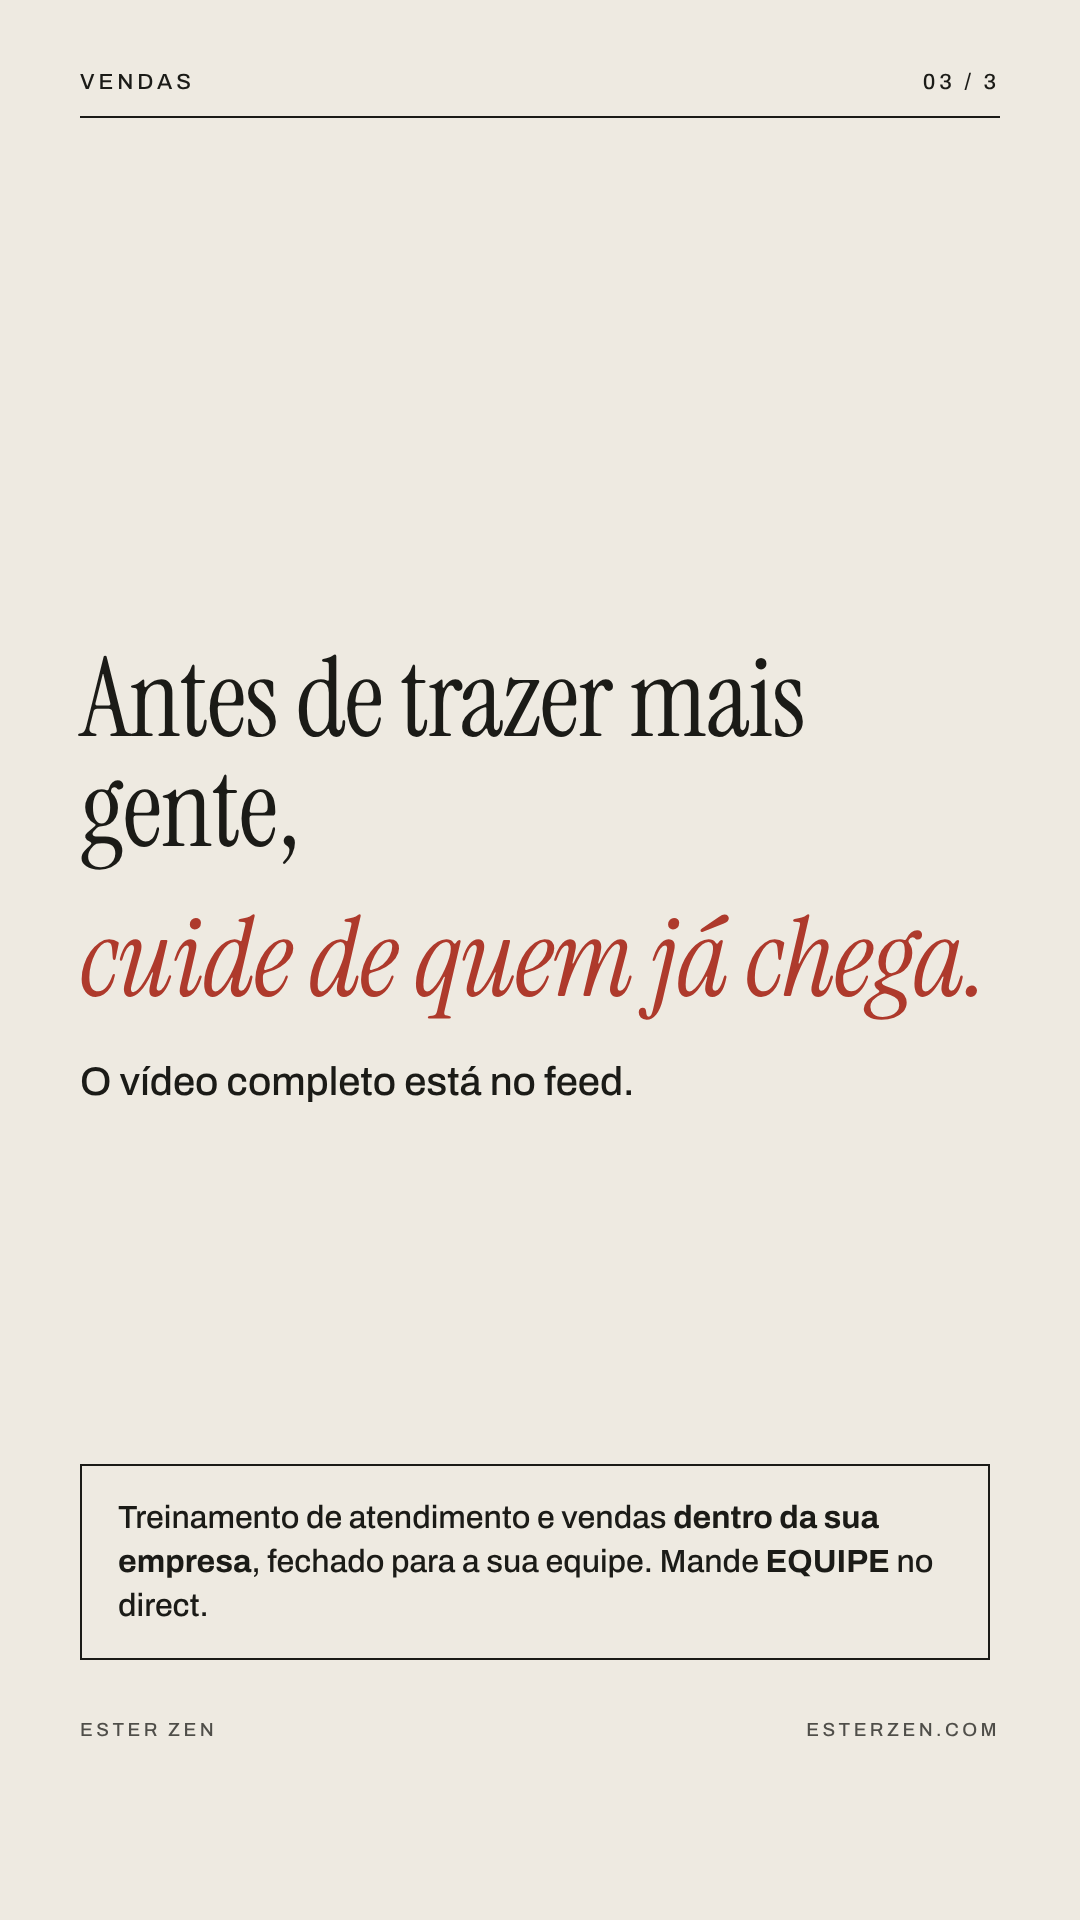 VENDAS
03 / 3
Antes de trazer mais
gente,
cuide de quem já chega.
O vídeo completo está no feed.
Treinamento de atendimento e vendas dentro da sua
empresa, fechado para a sua equipe. Mande EQUIPE no
direct.
ESTER ZEN
ESTERZEN.COM